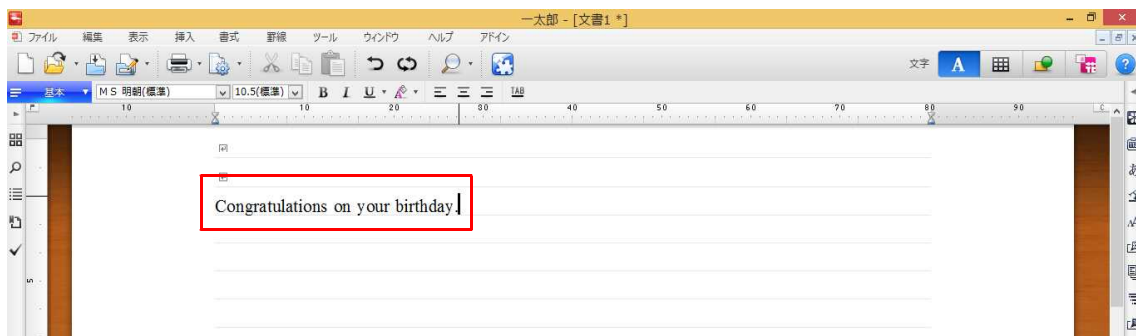 一太郎 - [文書1 *]
ファイル 編集 表示 挿入 書式 罫線 ツール ウィンドウ ヘルプ アドイン
文字 A
基本 MS 明朝(標準) 10.5(標準) B I U TAB
10 10 20 30 40 50 60 70 80 90
Congratulations on your birthday.
5